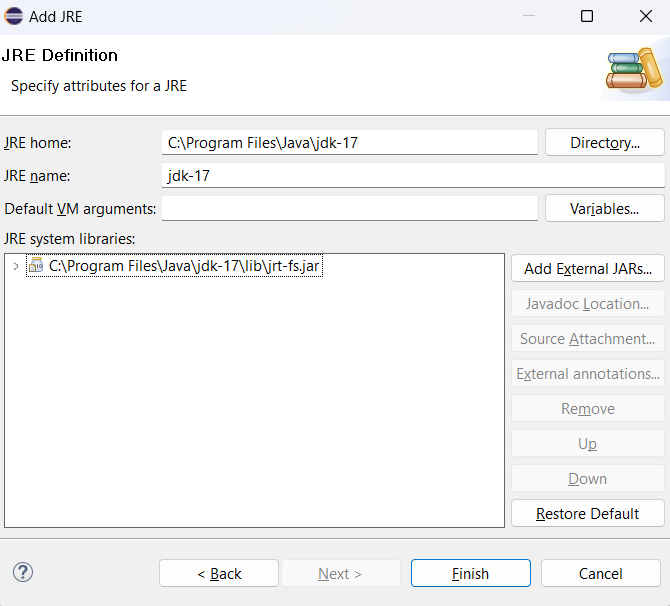 Add JRE
JRE Definition
Specify attributes for a JRE
JRE home: C:\Program Files\Java\jdk-17 Directory...
JRE name: jdk-17
Default VM arguments: Variables...
JRE system libraries:
C:\Program Files\Java\jdk-17\lib\jrt-fs.jar
Add External JARs...
Javadoc Location...
Source Attachment...
External annotations...
Remove
Up
Down
Restore Default
? < Back Next > Finish Cancel